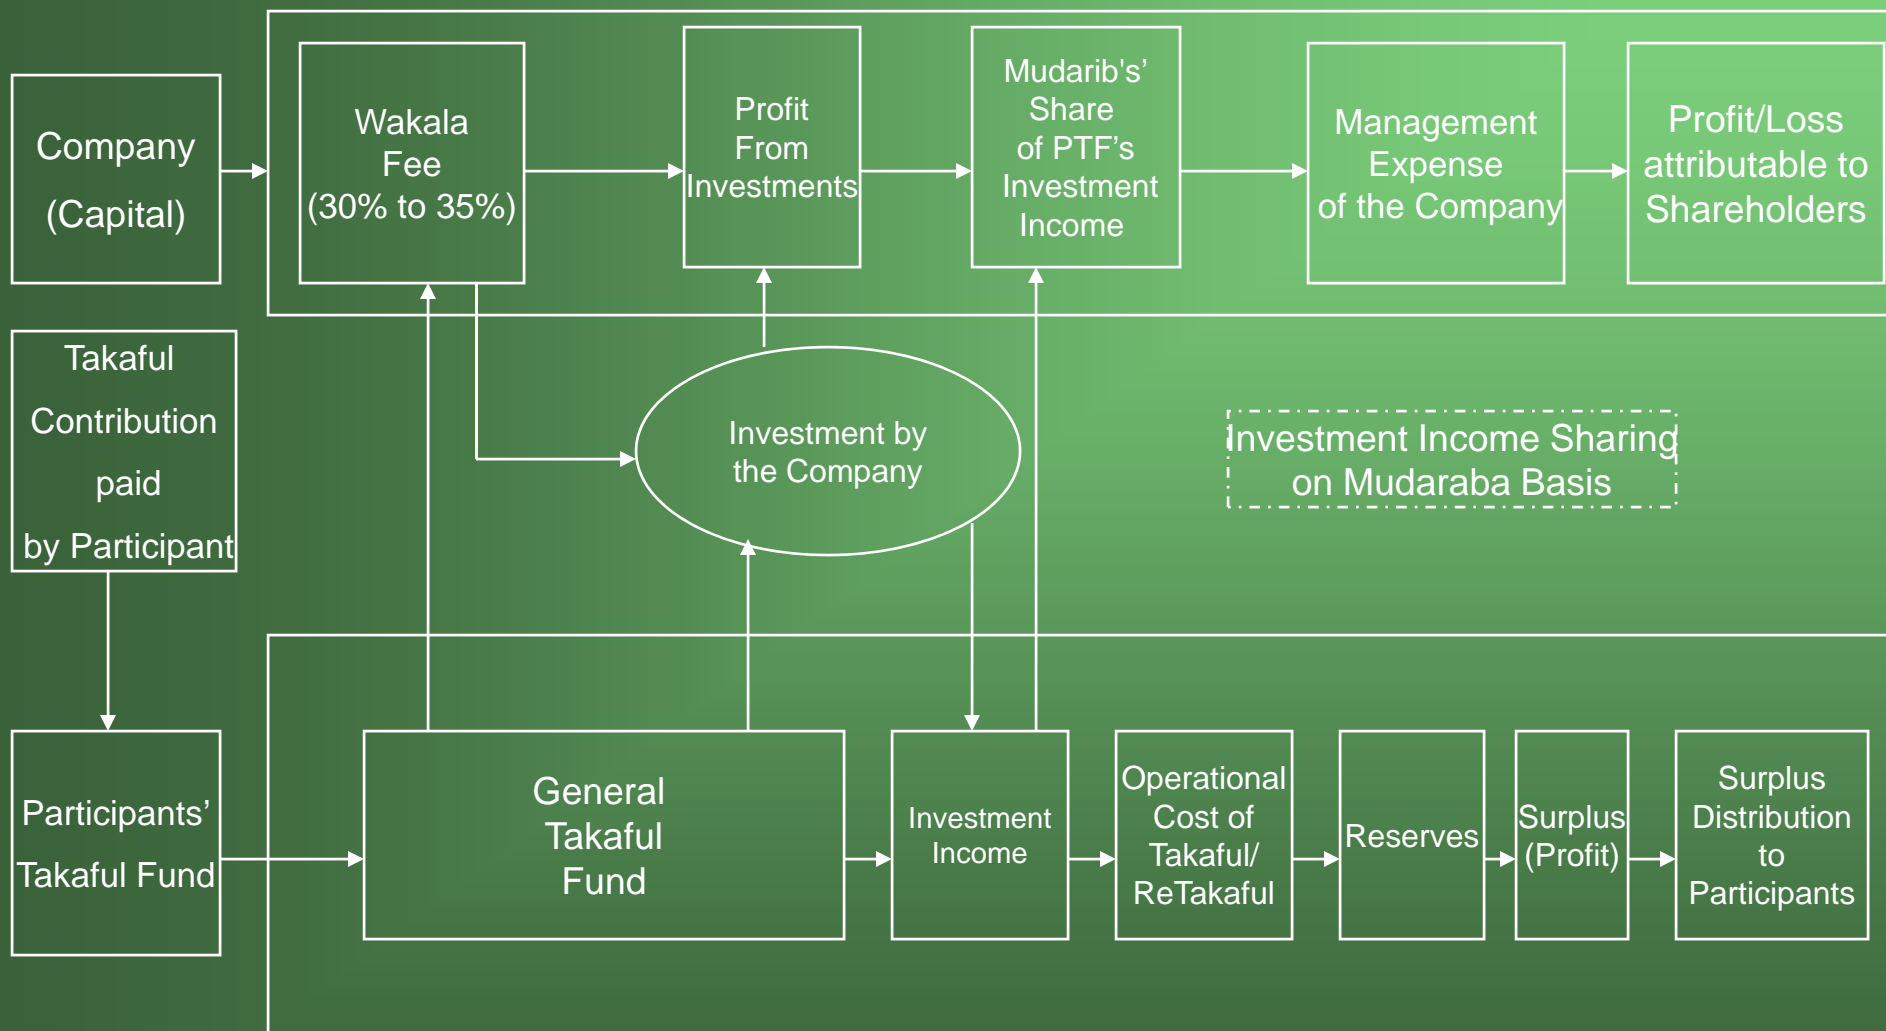 Company
(Capital)
Wakala
Fee
(30% to 35%)
Profit
From
Investments
Mudarib's’
Share
of PTF’s
Investment
Income
Management
Expense
of the Company
Profit/Loss
attributable to
Shareholders
Takaful
Contribution
paid
by Participant
Investment by
the Company
Investment Income Sharing
on Mudaraba Basis
Participants’
Takaful Fund
General
Takaful
Fund
Investment
Income
Operational
Cost of
Takaful/
ReTakaful
Reserves
Surplus
(Profit)
Surplus
Distribution
to
Participants